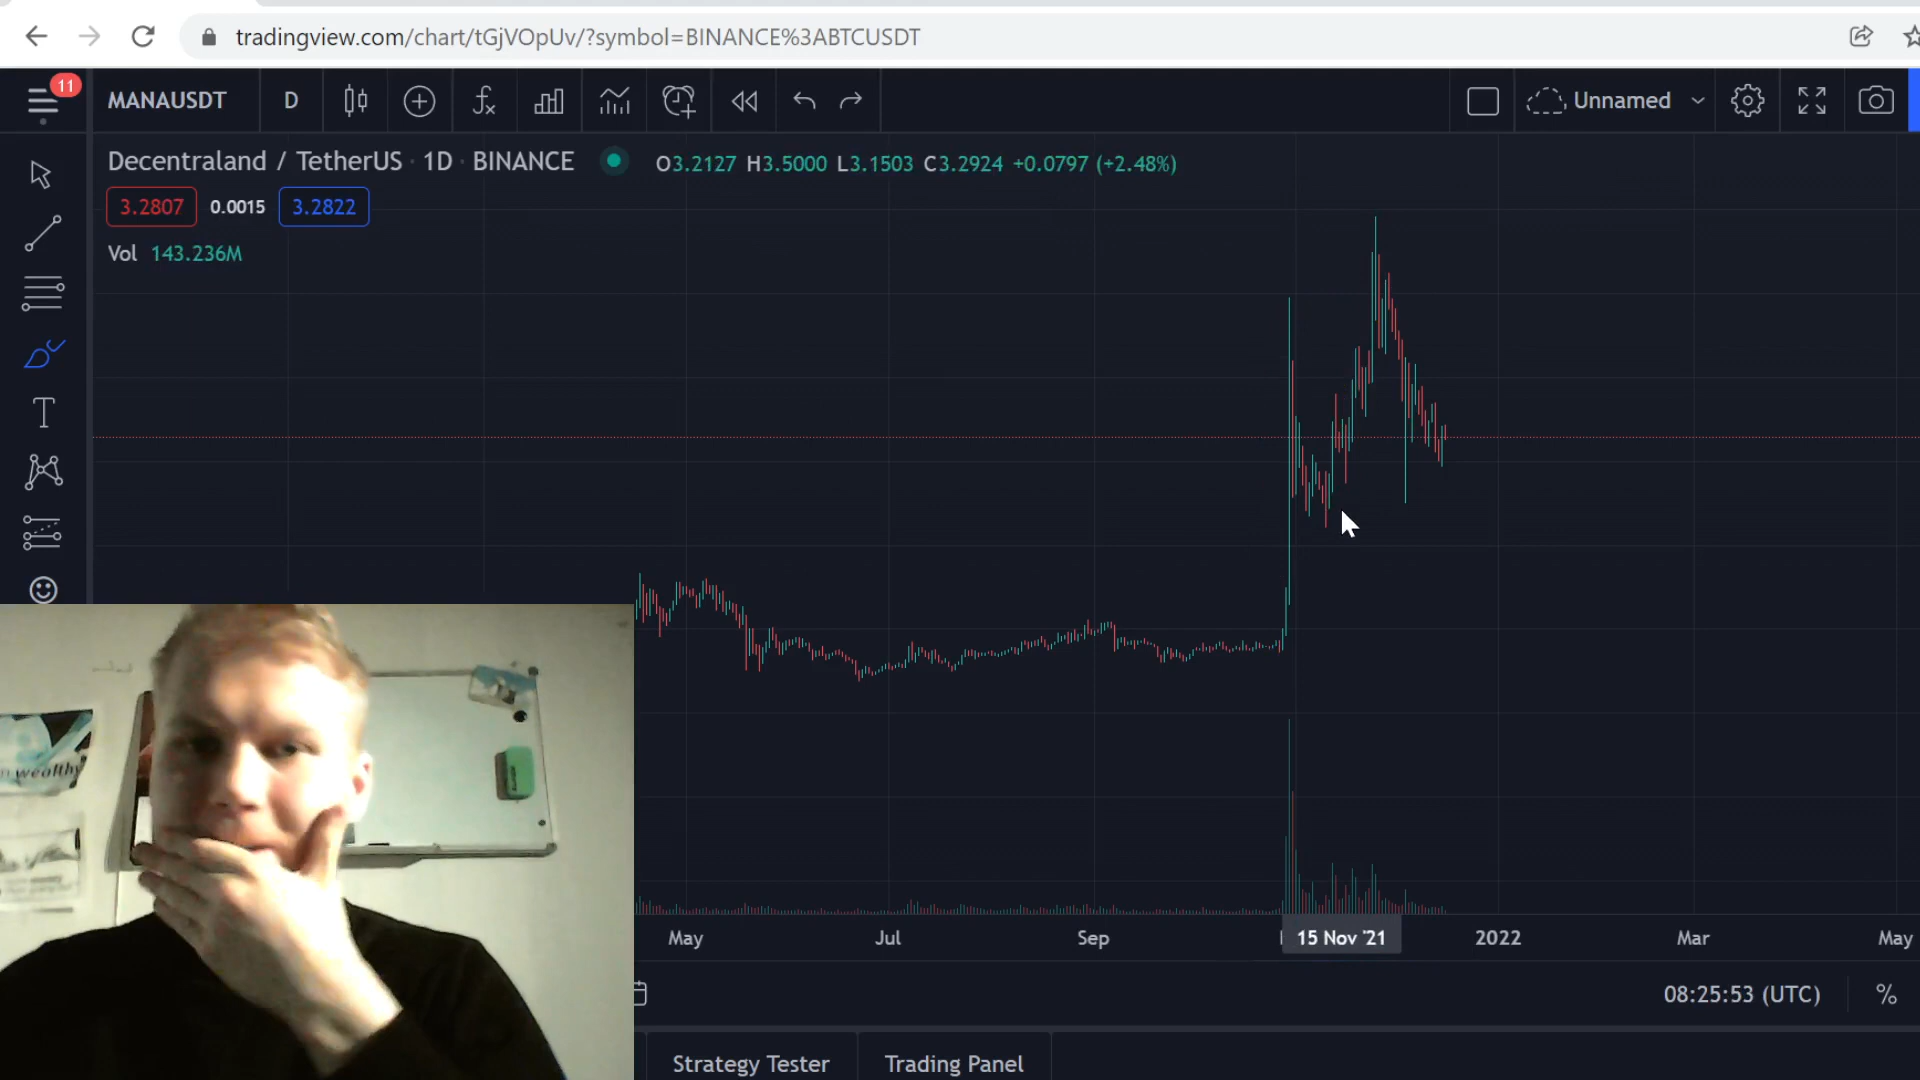 tradingview.com/chart/tGjVOpUv/?symbol=BINANCE%3ABTCUSDT
11
MANAUSDT
D
Unnamed
Decentraland / TetherUS · 1D · BINANCE
O3.2127 H3.5000 L3.1503 C3.2924 +0.0797 (+2.48%)
3.2807 0.0015 3.2822
Vol 143.236M
T
wealthy
May Jul Sep 15 Nov '21 2022 Mar May
08:25:53 (UTC) %
Strategy Tester Trading Panel